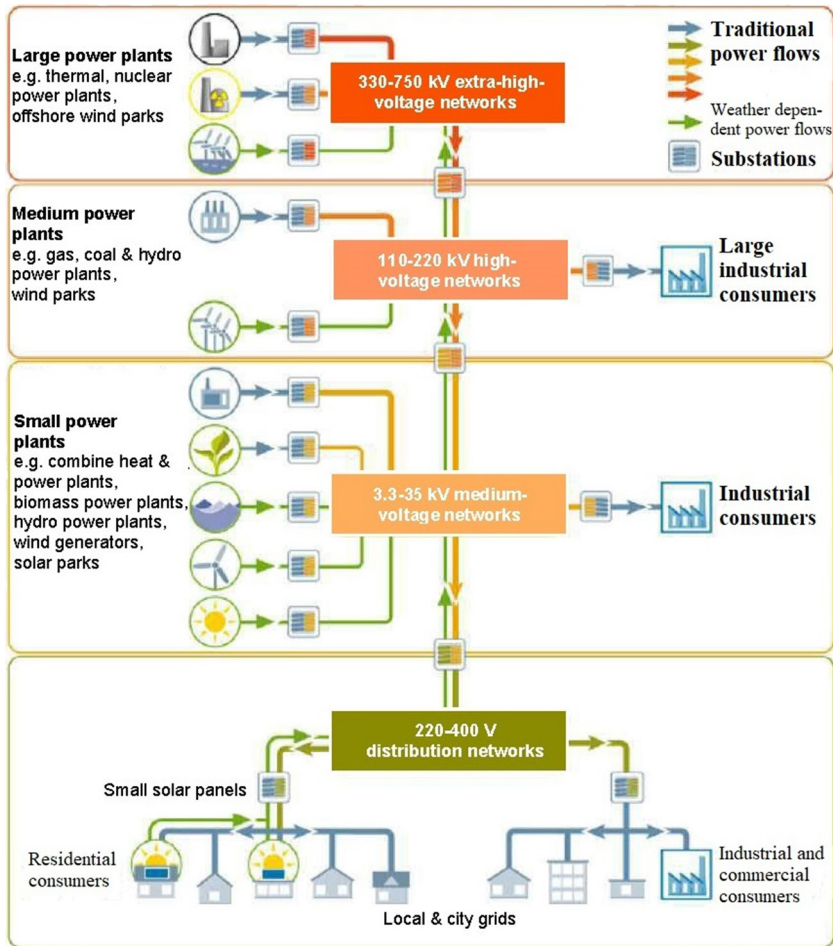 Large power plants
e.g. thermal, nuclear
power plants,
offshore wind parks
330-750 kV extra-high-
voltage networks
Traditional
power flows
Weather depen-
dent power flows
Substations
Medium power
plants
e.g. gas, coal & hydro
power plants,
wind parks
110-220 kV high-
voltage networks
Large
industrial
consumers
Small power
plants
e.g. combine heat &
power plants,
biomass power plants,
hydro power plants,
wind generators,
solar parks
3.3-35 kV medium-
voltage networks
Industrial
consumers
220-400 V
distribution networks
Small solar panels
Residential
consumers
Industrial and
commercial
consumers
Local & city grids